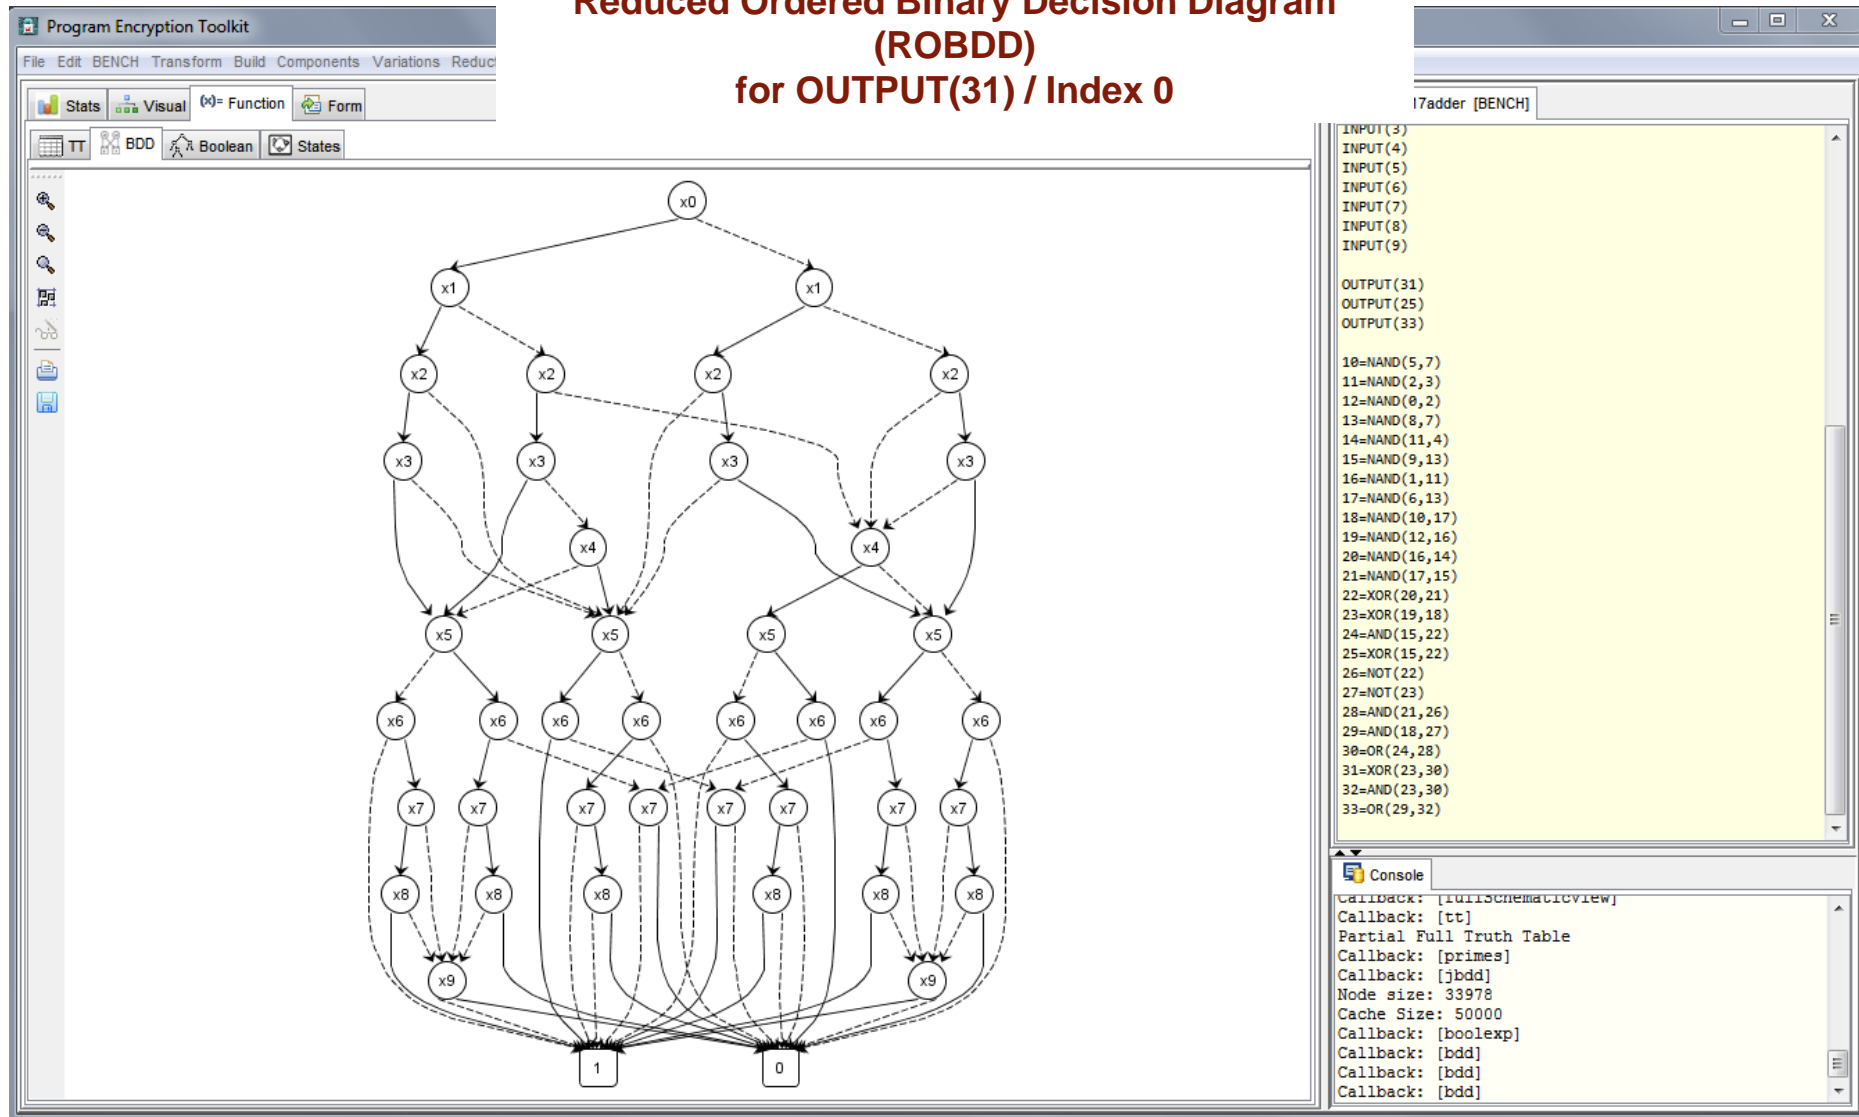 Reduced Ordered Binary Decision Diagram
(ROBDD)
for OUTPUT(31) / Index 0
Program Encryption Toolkit
File Edit BENCH Transform Build Components Variations Reduc
Stats Visual (x)= Function Form
TT BDD Boolean States
x0
x1 x1
x2 x2 x2 x2
x3 x3 x3 x3
x4 x4
x5 x5 x5 x5
x6 x6 x6 x6 x6 x6 x6 x6
x7 x7 x7 x7 x7 x7 x7 x7
x8 x8 x8 x8 x8 x8
x9 x9
1 0
17adder [BENCH]
INPUT(3)
INPUT(4)
INPUT(5)
INPUT(6)
INPUT(7)
INPUT(8)
INPUT(9)
OUTPUT(31)
OUTPUT(25)
OUTPUT(33)
10=NAND(5,7)
11=NAND(2,3)
12=NAND(0,2)
13=NAND(8,7)
14=NAND(11,4)
15=NAND(9,13)
16=NAND(1,11)
17=NAND(6,13)
18=NAND(10,17)
19=NAND(12,16)
20=NAND(16,14)
21=NAND(17,15)
22=XOR(20,21)
23=XOR(19,18)
24=AND(15,22)
25=XOR(15,22)
26=NOT(22)
27=NOT(23)
28=AND(21,26)
29=AND(18,27)
30=OR(24,28)
31=XOR(23,30)
32=AND(23,30)
33=OR(29,32)
Console
Callback: [fullSchematicview]
Callback: [tt]
Partial Full Truth Table
Callback: [primes]
Callback: [jbdd]
Node size: 33978
Cache Size: 50000
Callback: [boolexp]
Callback: [bdd]
Callback: [bdd]
Callback: [bdd]